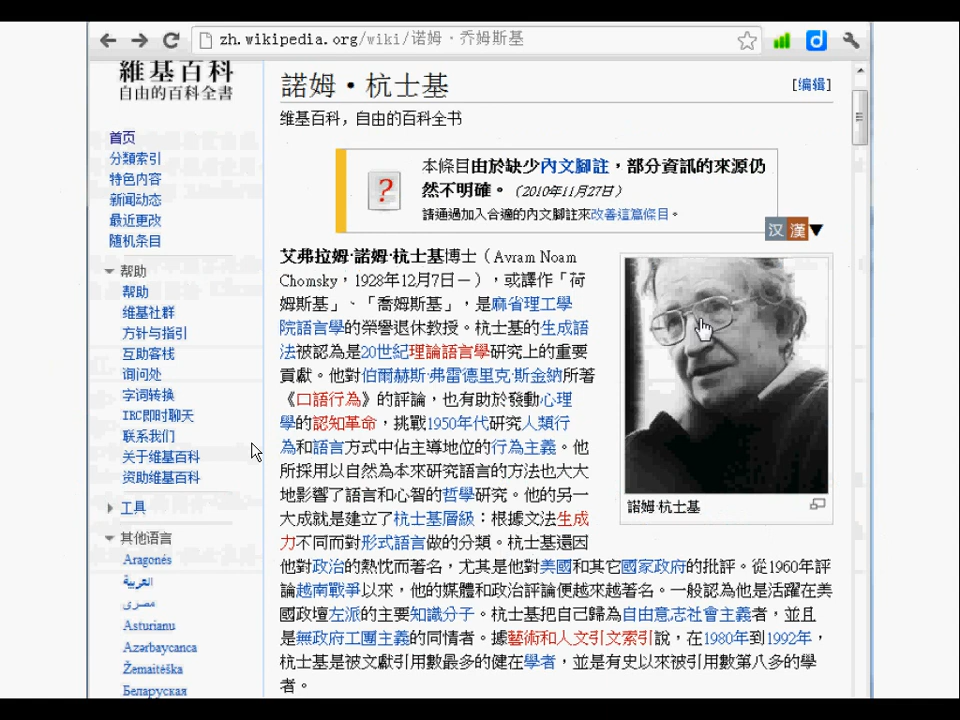 zh.wikipedia.org/wiki/诺姆·乔姆斯基
維基百科
自由的百科全書
首页
分類索引
特色内容
新闻动态
最近更改
随机条目
帮助
帮助
维基社群
方针与指引
互助客栈
询问处
字词转换
IRC即时聊天
联系我们
关于维基百科
资助维基百科
工具
其他语言
Aragonés
العربية
مصرى
Asturianu
Azərbaycanca
Žemaitėška
Беларуская
諾姆·杭士基
[编辑]
维基百科，自由的百科全书
本條目由於缺少內文腳註，部分資訊的來源仍
然不明確。（2010年11月27日）
請通過加入合適的內文腳註來改善這篇條目。
汉 漢▼
艾弗拉姆·諾姆·杭士基博士（Avram Noam
Chomsky，1928年12月7日－），或譯作「荷
姆斯基」、「喬姆斯基」，是麻省理工學
院語言學的榮譽退休教授。杭士基的生成語
法被認為是20世紀理論語言學研究上的重要
貢獻。他對伯爾赫斯·弗雷德里克·斯金納所著
《口語行為》的評論，也有助於發動心理
學的認知革命，挑戰1950年代研究人類行
為和語言方式中佔主導地位的行為主義。他
所採用以自然為本來研究語言的方法也大大
地影響了語言和心智的哲學研究。他的另一
大成就是建立了杭士基層級：根據文法生成
力不同而對形式語言做的分類。杭士基還因
他對政治的熱忱而著名，尤其是他對美國和其它國家政府的批評。從1960年評
論越南戰爭以來，他的媒體和政治評論便越來越著名。一般認為他是活躍在美
國政壇左派的主要知識分子。杭士基把自己歸為自由意志社會主義者，並且
是無政府工團主義的同情者。據藝術和人文引文索引說，在1980年到1992年，
杭士基是被文獻引用數最多的健在學者，並是有史以來被引用數第八多的學
者。
諾姆·杭士基